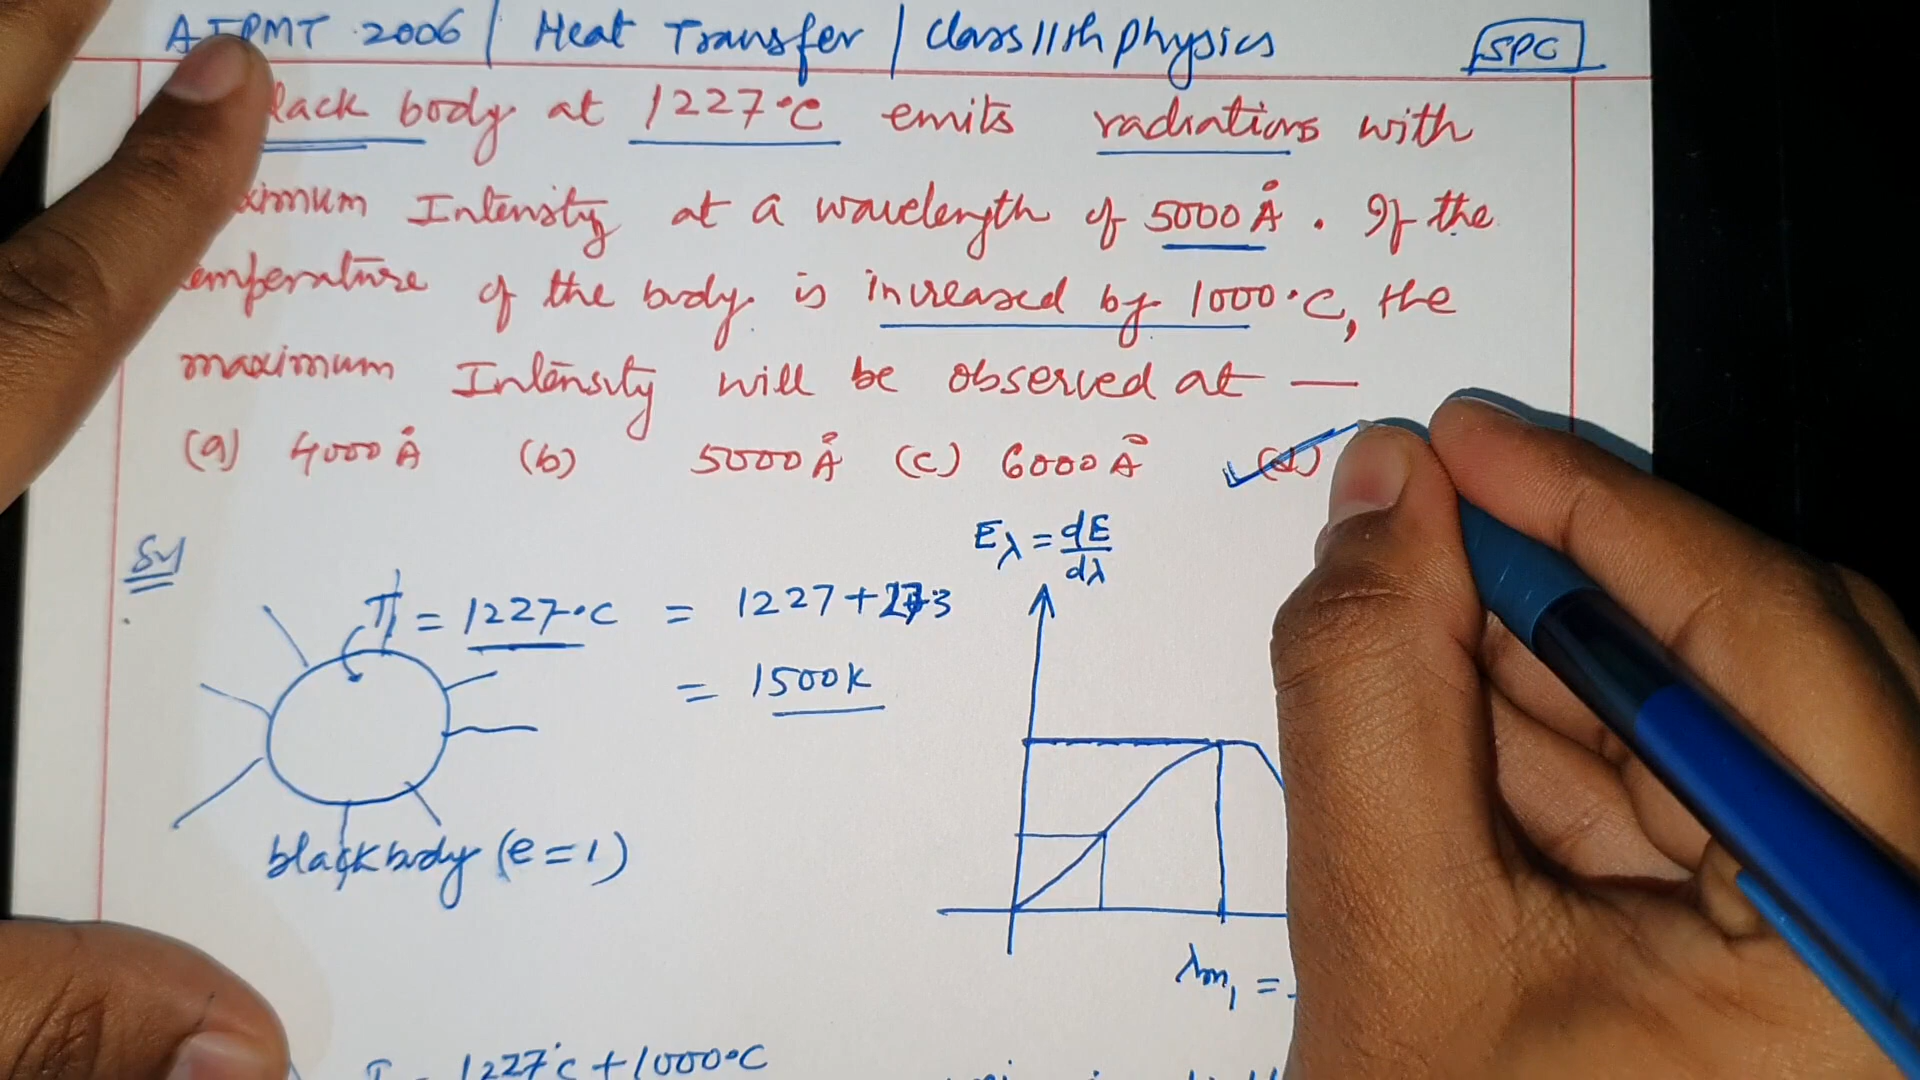 AIPMT 2006 | Heat Transfer | Class 11th physics
SPC
lack body at 1227°C emits radiations with
ximum Intensity at a wavelength of 5000 Å. If the
emperature of the body is increased by 1000°C, the
maximum Intensity will be observed at —
(a) 4000 Å (b) 5000 Å (c) 6000 Å (d)
Sol
T1 = 1227°C = 1227+273
= 1500K
blackbody (e=1)
Eλ = dE/dλ
λm1 =
1227°C + 1000°C